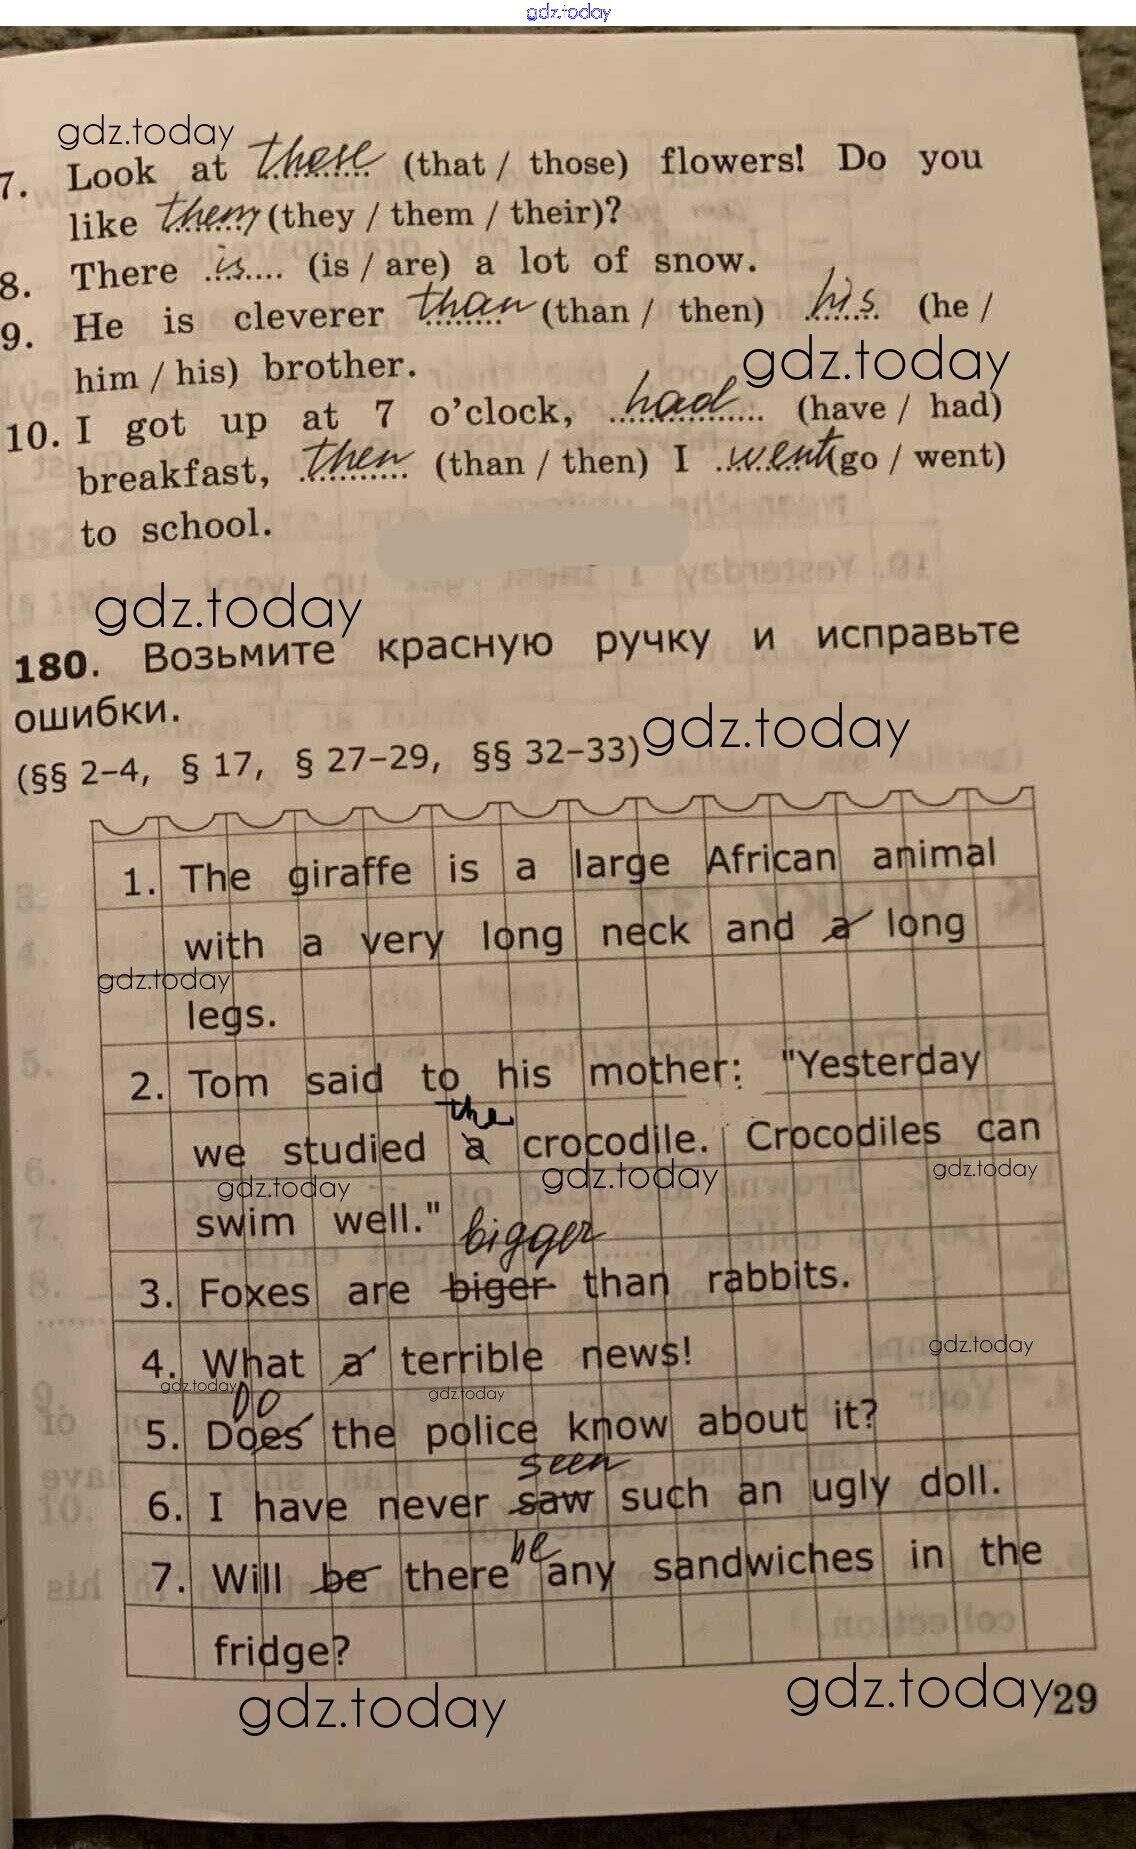 gdz.today
gdz.today
7. Look at those (that / those) flowers! Do you
like them (they / them / their)?
8. There is (is / are) a lot of snow.
9. He is cleverer than (than / then) his (he /
him / his) brother.
gdz.today
10. I got up at 7 o'clock, had (have / had)
breakfast, then (than / then) I went (go / went)
to school.
gdz.today
180. Возьмите красную ручку и исправьте
ошибки.
(§§ 2–4, § 17, § 27–29, §§ 32–33)
gdz.today
1. The giraffe is a large African animal
with a very long neck and a long
gdz.today
legs.
2. Tom said to his mother: "Yesterday
the
we studied a crocodile. Crocodiles can
gdz.today gdz.today gdz.today
swim well."
bigger
3. Foxes are biger than rabbits.
gdz.today
4. What a terrible news!
gdz.today gdz.today
Do
5. Does the police know about it?
seen
6. I have never saw such an ugly doll.
be
7. Will be there any sandwiches in the
fridge?
gdz.today gdz.today
29